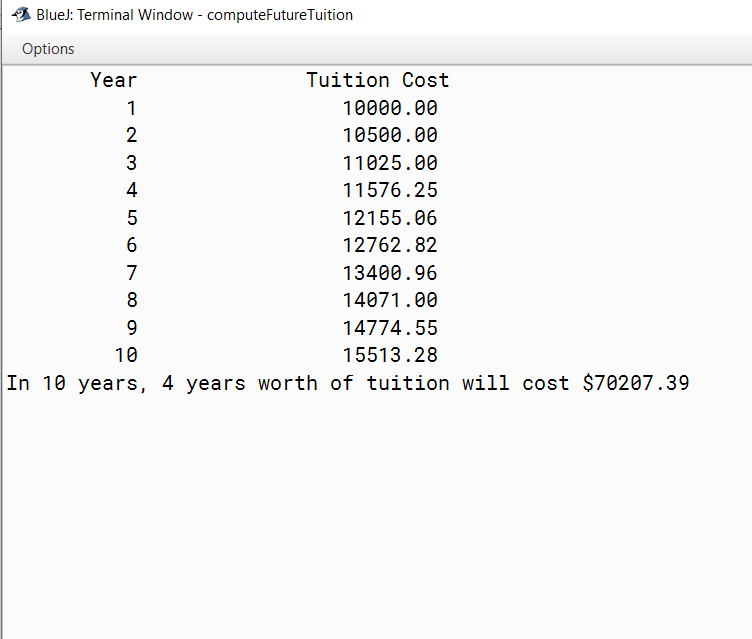 BlueJ: Terminal Window - computeFutureTuition
Options
Year Tuition Cost
1 10000.00
2 10500.00
3 11025.00
4 11576.25
5 12155.06
6 12762.82
7 13400.96
8 14071.00
9 14774.55
10 15513.28
In 10 years, 4 years worth of tuition will cost $70207.39